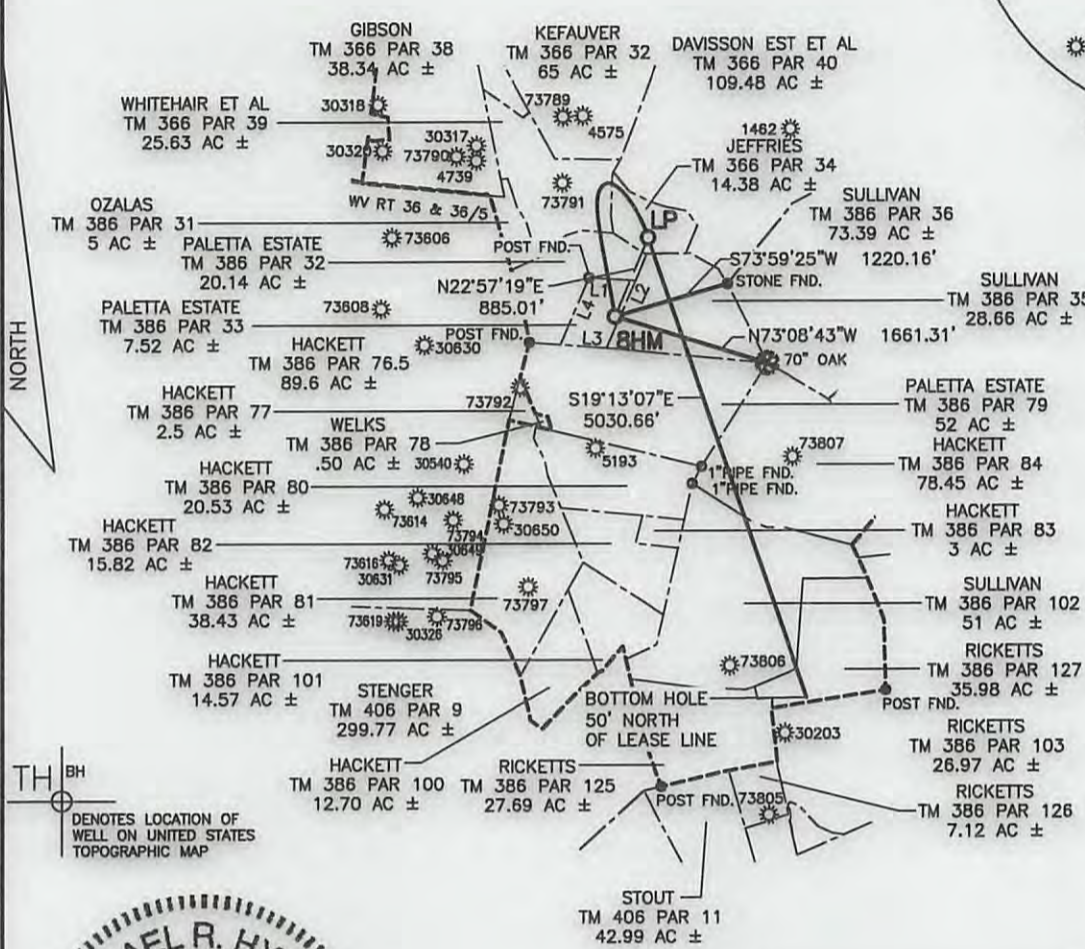 GIBSON
TM 366 PAR 38
38.34 AC ±
KEFAUVER
TM 366 PAR 32
65 AC ±
DAVISSON EST ET AL
TM 366 PAR 40
109.48 AC ±
WHITEHAIR ET AL
TM 366 PAR 39
25.63 AC ±
30318
30320
30317
73790
4739
73789
4575
1462
JEFFRIES
TM 366 PAR 34
14.38 AC ±
73791
WV RT 36 & 36/5
SULLIVAN
TM 386 PAR 36
73.39 AC ±
OZALAS
TM 386 PAR 31
5 AC ±
73606
LP
POST FND.
PALETTA ESTATE
TM 386 PAR 32
20.14 AC ±
S73°59'25"W 1220.16'
STONE FND.
N22°57'19"E
885.01'
L1
L2
L4
L3
8HM
SULLIVAN
TM 386 PAR 35
28.66 AC ±
NORTH
PALETTA ESTATE
TM 386 PAR 33
7.52 AC ±
73608
POST FND.
N73°08'43"W 1661.31'
70" OAK
HACKETT
TM 386 PAR 76.5
89.6 AC ±
30630
HACKETT
TM 386 PAR 77
2.5 AC ±
73792
S19°13'07"E
5030.66'
PALETTA ESTATE
TM 386 PAR 79
52 AC ±
WELKS
TM 386 PAR 78
.50 AC ±
30540
5193
73807
1"PIPE FND.
1"PIPE FND.
HACKETT
TM 386 PAR 84
78.45 AC ±
HACKETT
TM 386 PAR 80
20.53 AC ±
30648
73614
73793
73794
30650
HACKETT
TM 386 PAR 83
3 AC ±
HACKETT
TM 386 PAR 82
15.82 AC ±
30649
73616
30631
73795
HACKETT
TM 386 PAR 81
38.43 AC ±
73797
73619
30326
73796
SULLIVAN
TM 386 PAR 102
51 AC ±
HACKETT
TM 386 PAR 101
14.57 AC ±
73806
RICKETTS
TM 386 PAR 127
35.98 AC ±
POST FND.
STENGER
TM 406 PAR 9
299.77 AC ±
BOTTOM HOLE
50' NORTH
OF LEASE LINE
30203
RICKETTS
TM 386 PAR 103
26.97 AC ±
HACKETT
TM 386 PAR 100
12.70 AC ±
RICKETTS
TM 386 PAR 125
27.69 AC ±
POST FND.
73805
RICKETTS
TM 386 PAR 126
7.12 AC ±
TH
BH
DENOTES LOCATION OF
WELL ON UNITED STATES
TOPOGRAPHIC MAP
STOUT
TM 406 PAR 11
42.99 AC ±